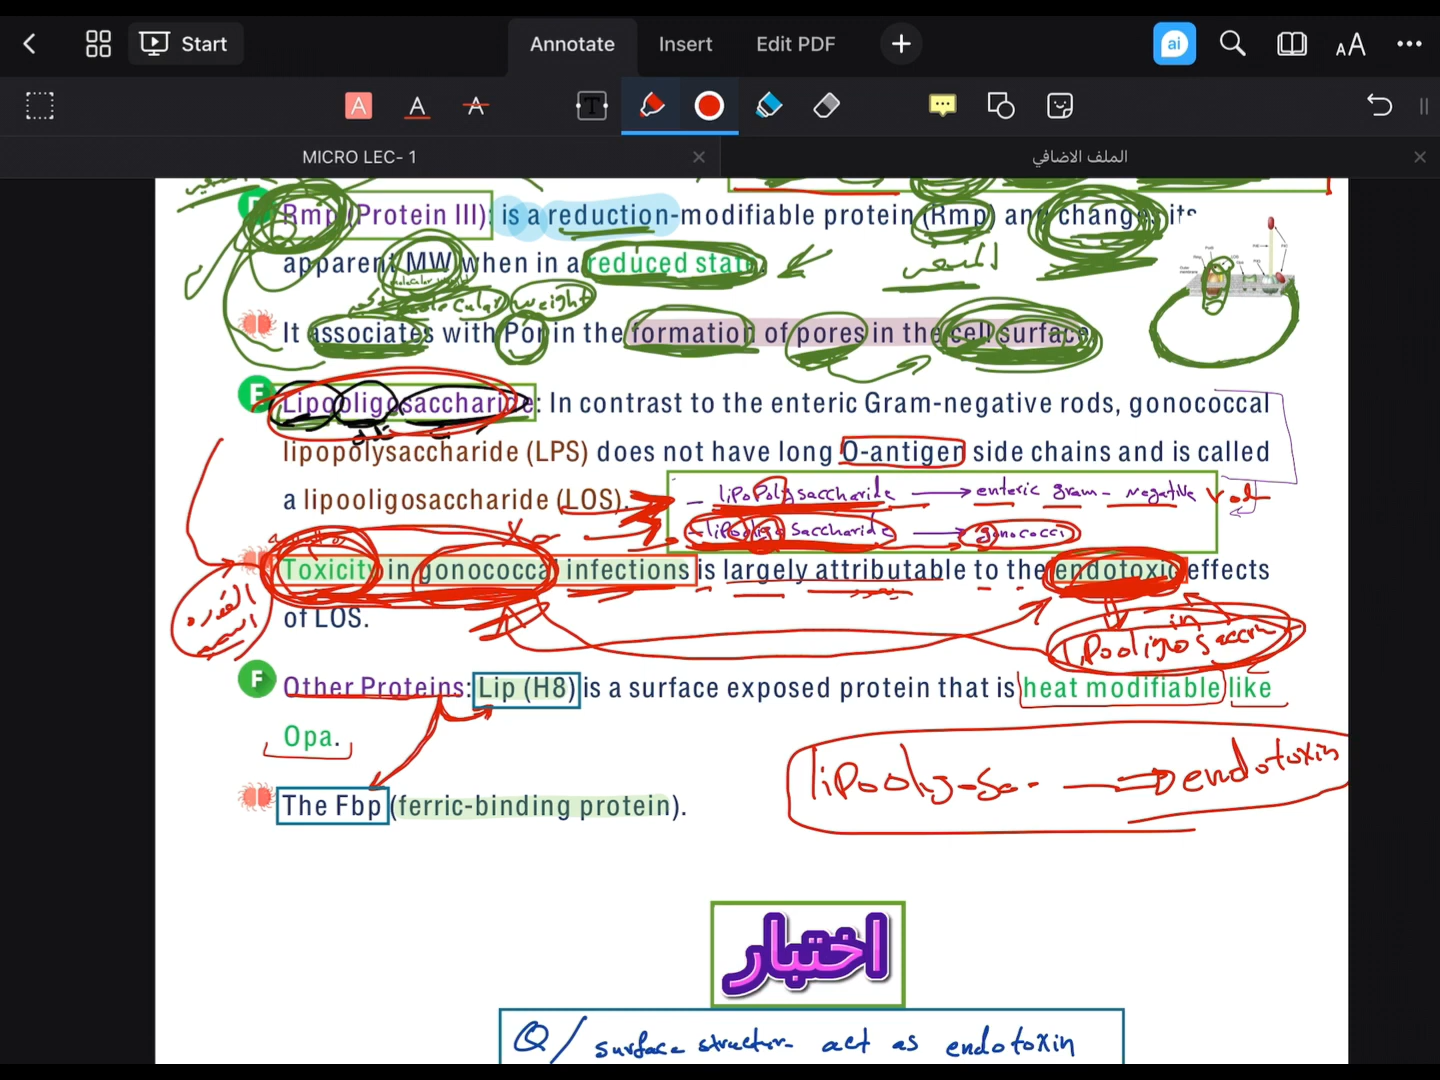 Start
Annotate
Insert
Edit PDF
ai
AA
A A A T
MICRO LEC- 1
الملف الاضافي
Rmp (Protein III): is a reduction-modifiable protein (Rmp) and changes its
apparent MW when in a reduced state.
molecular weight
It associates with Por in the formation of pores in the cell surface.
E
Lipooligosaccharide: In contrast to the enteric Gram-negative rods, gonococcal
lipopolysaccharide (LPS) does not have long O-antigen side chains and is called
a lipooligosaccharide (LOS).
- lipopolysaccharide → enteric gram-negative rod
- lipooligosaccharide → gonococci
Toxicity in gonococcal infections is largely attributable to the endotoxic effects
of LOS.
in
F
Other Proteins: Lip (H8) is a surface exposed protein that is heat modifiable like
Opa.
endotoxin
The Fbp (ferric-binding protein).
اختبار
Q/ surface structure act as endotoxin